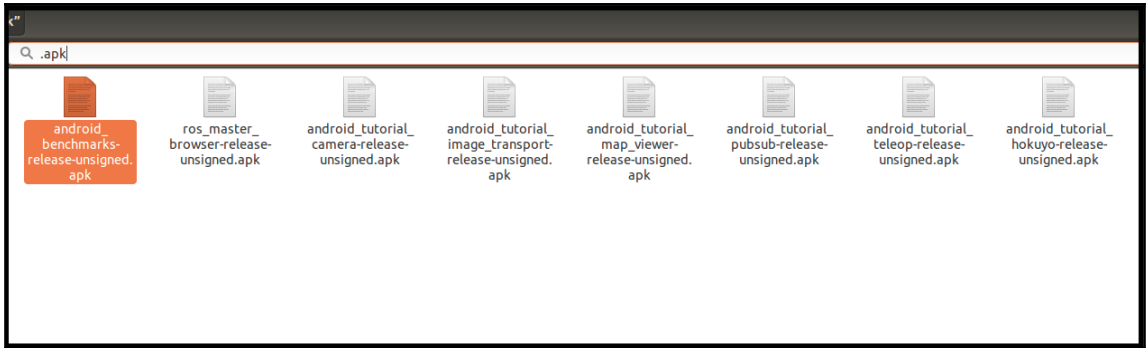 k”
.apk
android_
benchmarks-
release-unsigned.
apk
ros_master_
browser-release-
unsigned.apk
android_tutorial_
camera-release-
unsigned.apk
android_tutorial_
image_transport-
release-unsigned.
apk
android_tutorial_
map_viewer-
release-unsigned.
apk
android_tutorial_
pubsub-release-
unsigned.apk
android_tutorial_
teleop-release-
unsigned.apk
android_tutorial_
hokuyo-release-
unsigned.apk